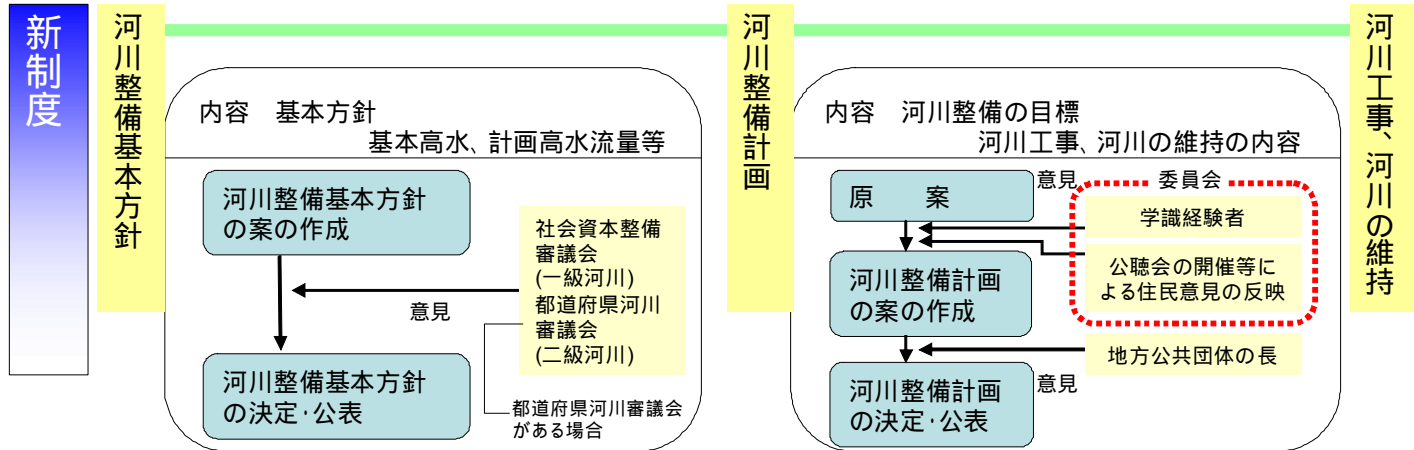 新制度
河川整備基本方針
内容　基本方針
基本高水、計画高水流量等
河川整備基本方針
の案の作成
社会資本整備
審議会
(一級河川)
都道府県河川
審議会
(二級河川)
意見
河川整備基本方針
の決定･公表
都道府県河川審議会
がある場合
河川整備計画
内容　河川整備の目標
河川工事、河川の維持の内容
原　　案
意見
委員会
学識経験者
公聴会の開催等に
よる住民意見の反映
河川整備計画
の案の作成
地方公共団体の長
意見
河川整備計画
の決定･公表
河川工事、河川の維持